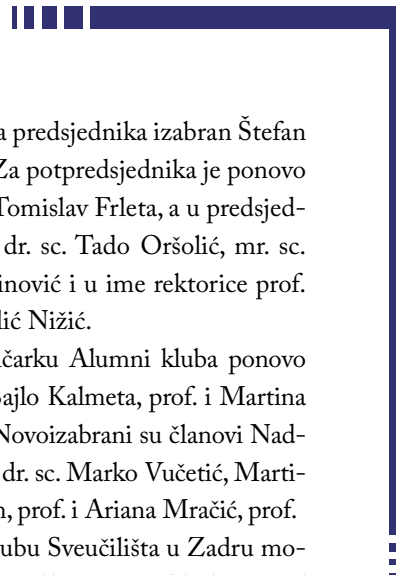 a predsjednika izabran Štefan
Za potpredsjednika je ponovo
Tomislav Frleta, a u predsjed-
dr. sc. Tado Oršolić, mr. sc.
inović i u ime rektorice prof.
lić Nižić.
čarku Alumni kluba ponovo
Bajlo Kalmeta, prof. i Martina
Novoizabrani su članovi Nad-
dr. sc. Marko Vučetić, Marti-
, prof. i Ariana Mračić, prof.
ubu Sveučilišta u Zadru mo-